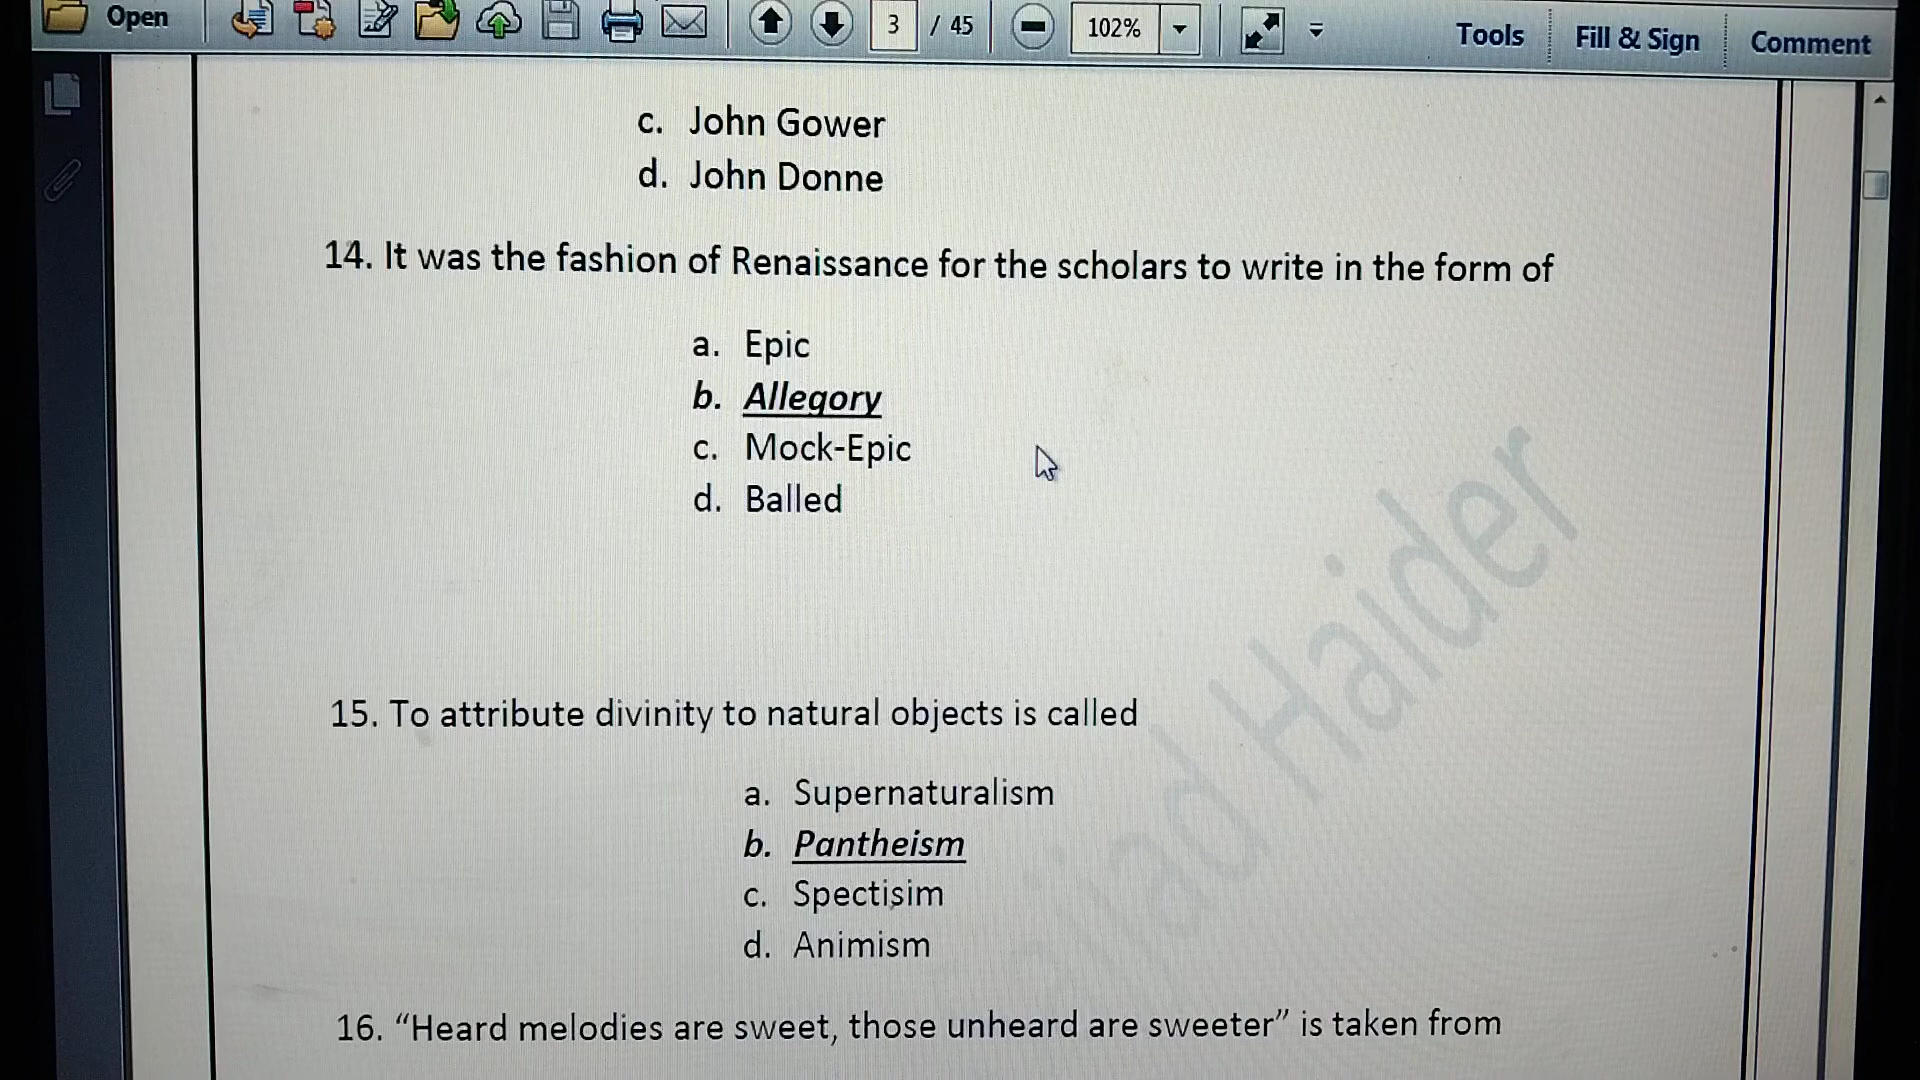 Open 3 / 45 102% Tools Fill & Sign Comment
c. John Gower
d. John Donne
14. It was the fashion of Renaissance for the scholars to write in the form of
a. Epic
b. Allegory
c. Mock-Epic
d. Balled
15. To attribute divinity to natural objects is called
a. Supernaturalism
b. Pantheism
c. Spectisim
d. Animism
16. “Heard melodies are sweet, those unheard are sweeter” is taken from
Haider